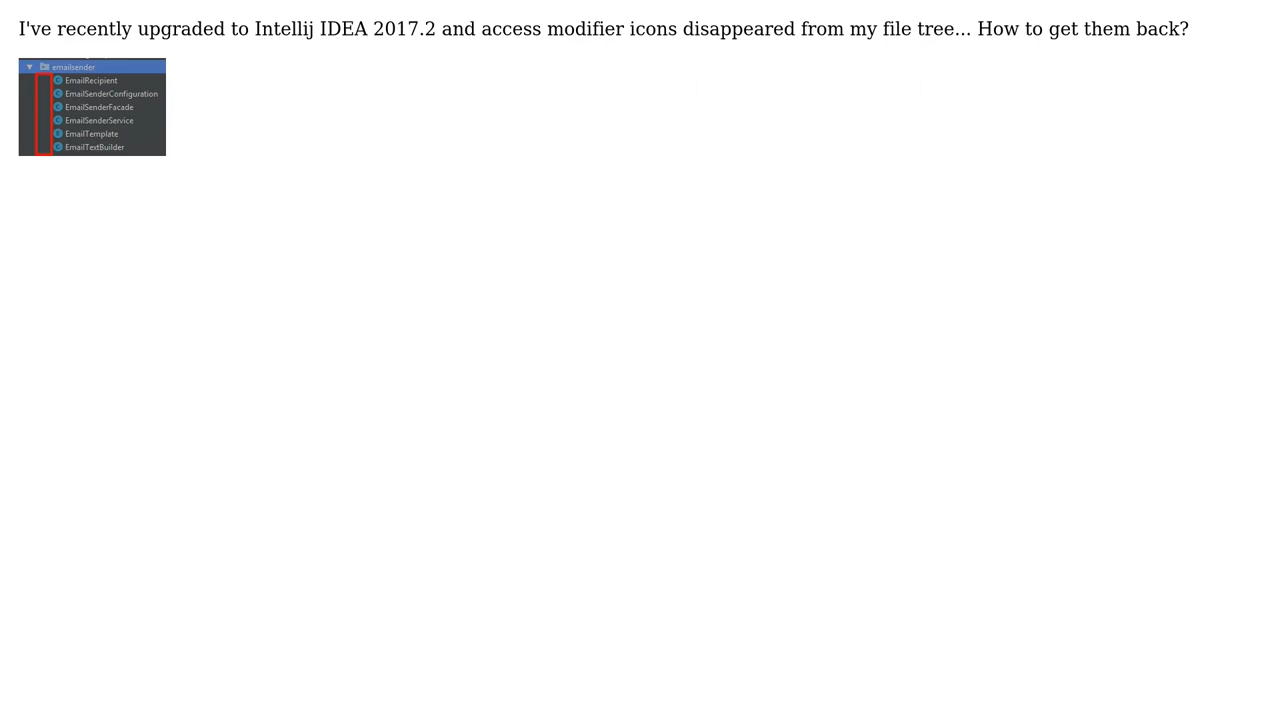 I've recently upgraded to Intellij IDEA 2017.2 and access modifier icons disappeared from my file tree... How to get them back?
emailsender
EmailRecipient
EmailSenderConfiguration
EmailSenderFacade
EmailSenderService
EmailTemplate
EmailTextBuilder